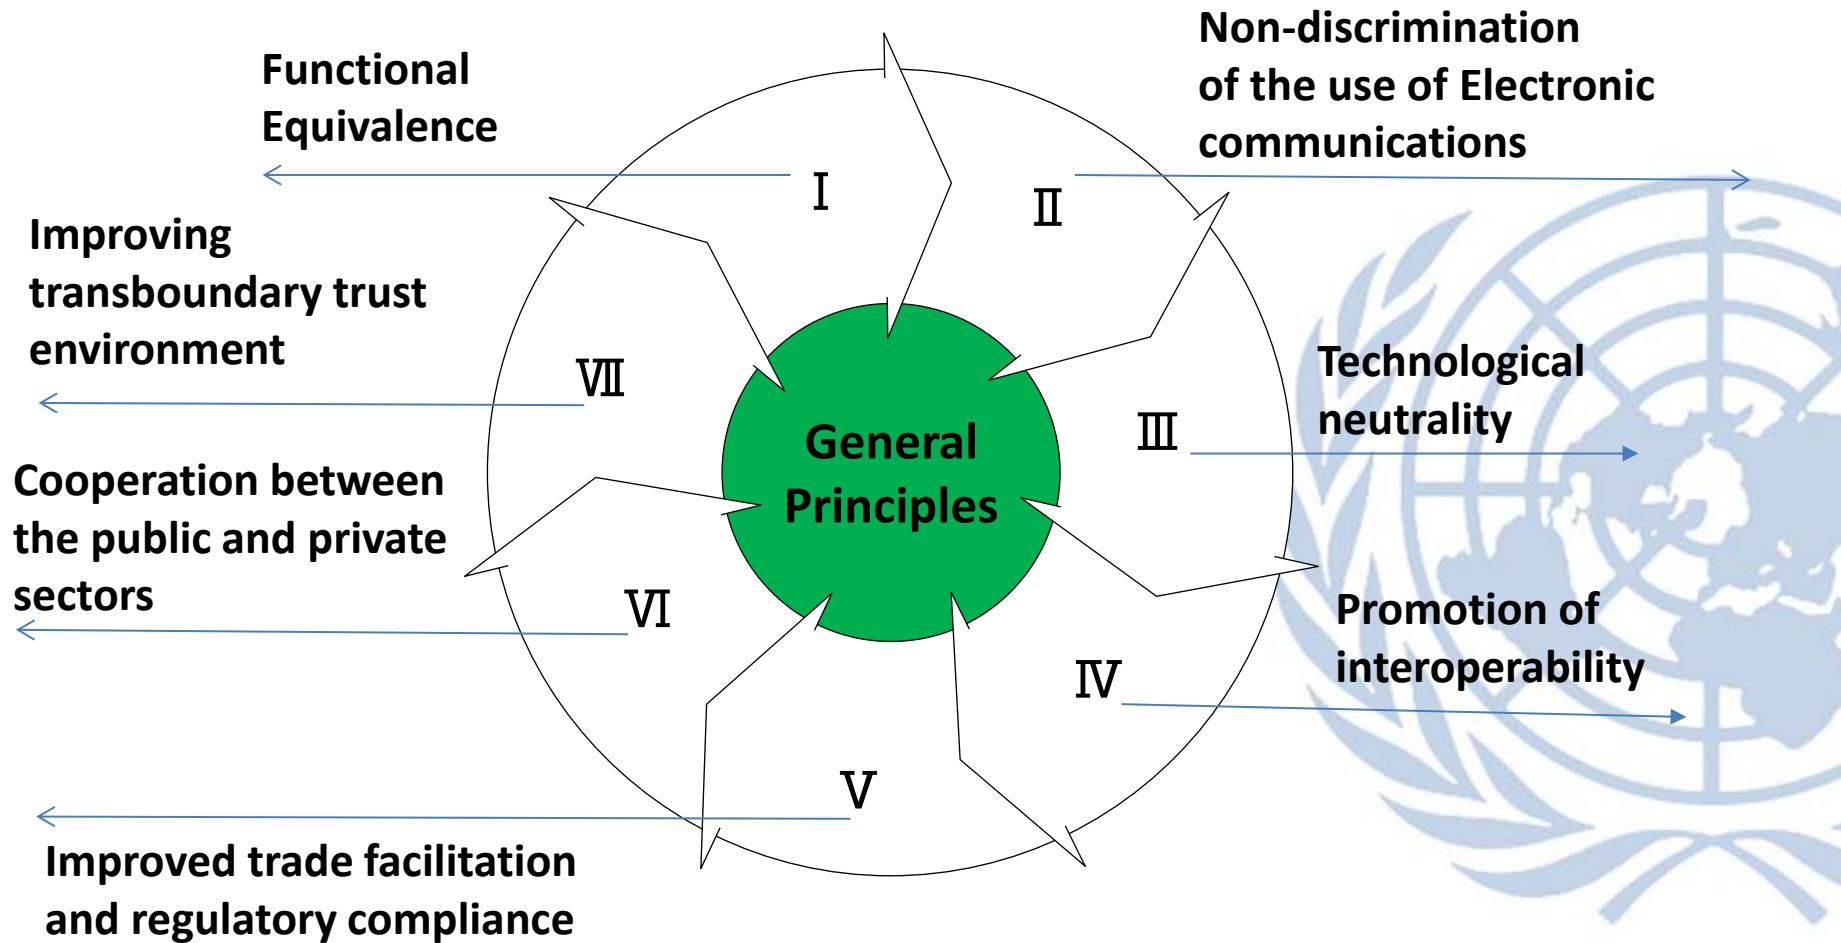 Functional
Equivalence
Non-discrimination
of the use of Electronic
communications
Ⅰ
Ⅱ
Improving
transboundary trust
environment
Ⅶ
Technological
neutrality
Ⅲ
General
Principles
Cooperation between
the public and private
sectors
Ⅵ
Promotion of
interoperability
Ⅳ
Ⅴ
Improved trade facilitation
and regulatory compliance